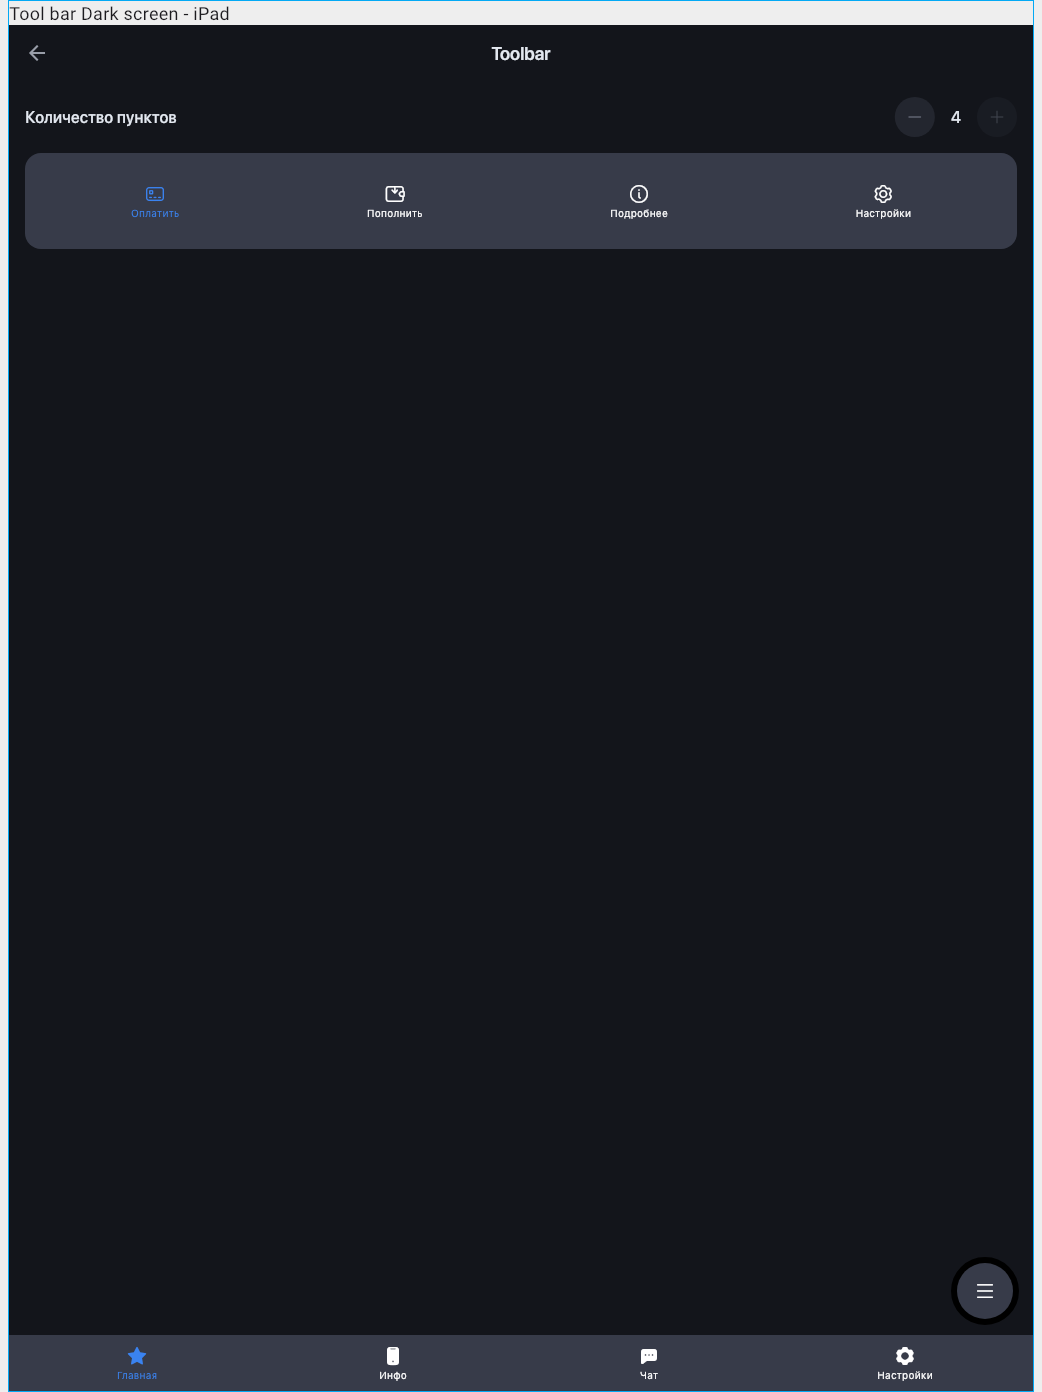 Tool bar Dark screen - iPad
Toolbar
Количество пунктов
4
Оплатить
Пополнить
Подробнее
Настройки
Главная
Инфо
Чат
Настройки